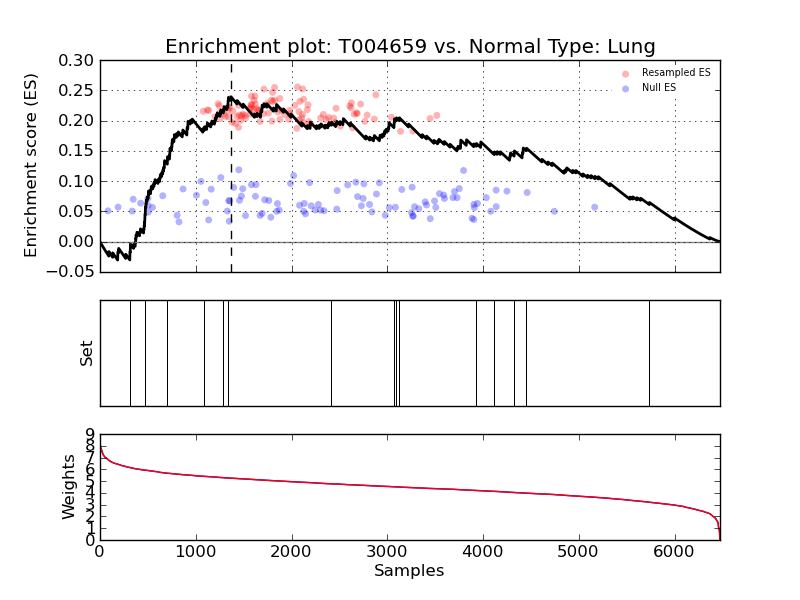 Enrichment plot: T004659 vs. Normal Type: Lung
Enrichment score (ES)
0.30
0.25
0.20
0.15
0.10
0.05
0.00
−0.05
Resampled ES
Null ES
Set
Weights
9
8
7
6
5
4
3
2
1
0
0 1000 2000 3000 4000 5000 6000
Samples